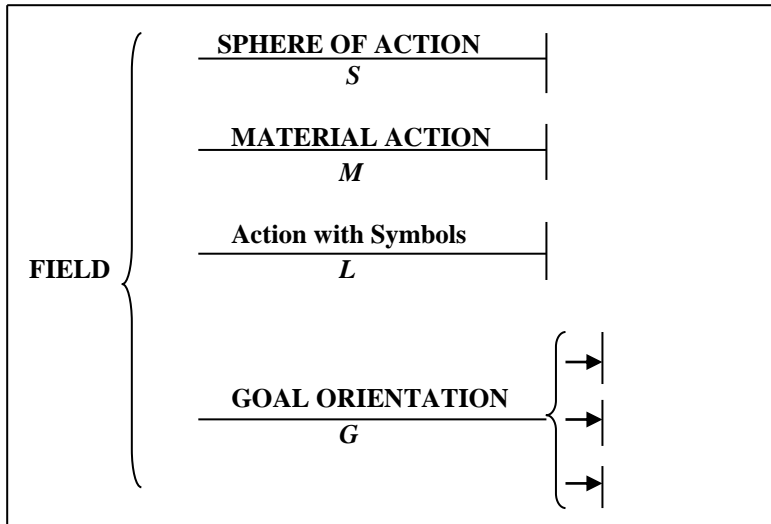 SPHERE OF ACTION
S
MATERIAL ACTION
M
Action with Symbols
L
FIELD
GOAL ORIENTATION
G